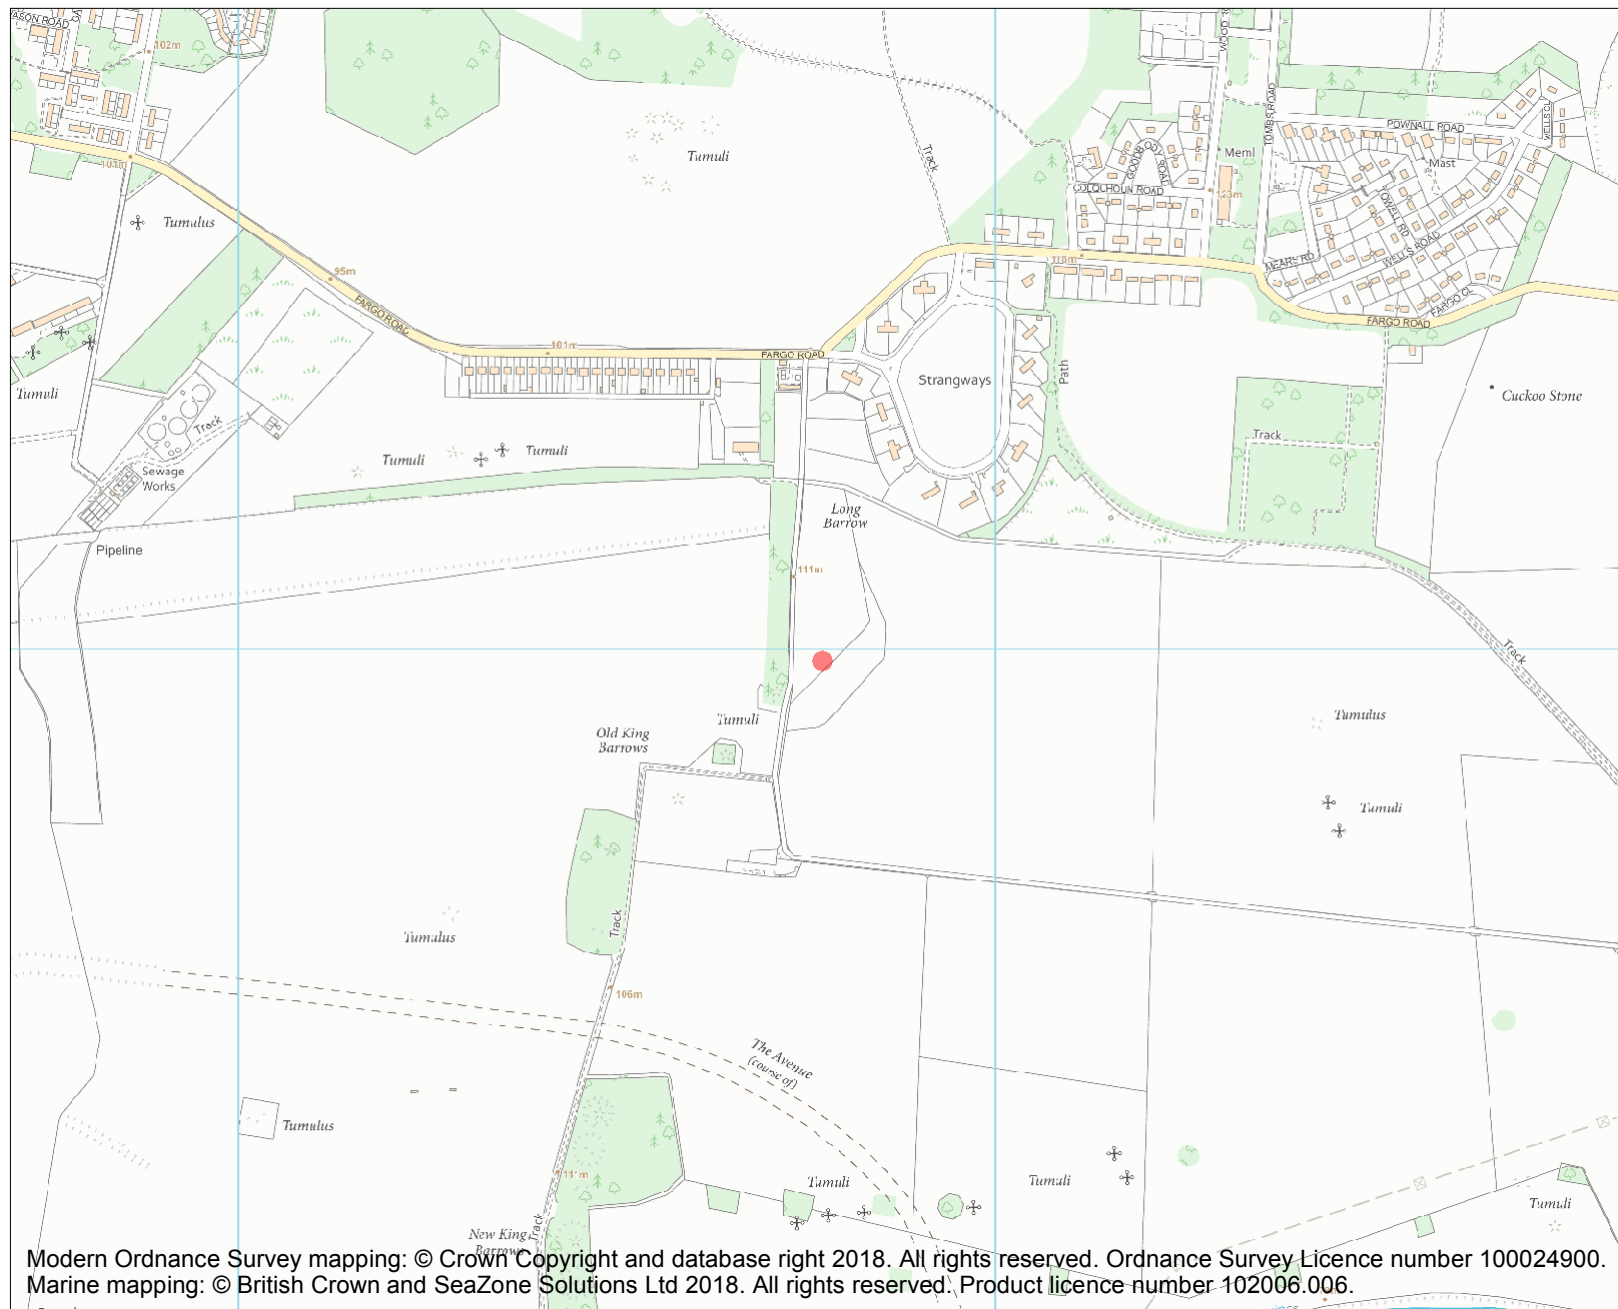 102m
WOOD
TOMBS ROAD
POWNALL ROAD
WELLS CL
Meml
Mast
GOODBODY ROAD
COLQUHOUN ROAD
123m
Track
Tumuli
101m
Tumulus
95m
FARGO ROAD
118m
MEARS RD
WELLS ROAD
FARGO CL
FARGO ROAD
101m
FARGO ROAD
Path
Strangways
Tumuli
Cuckoo Stone
Track
Track
Tumuli
Tumuli
Sewage
Works
Long
Barrow
Pipeline
111m
Track
Tumuli
Tumulus
Old King
Barrows
Tumuli
Track
Tumulus
106m
The Avenue
(course of)
Tumulus
111m
Tumuli
Tumuli
Tumuli
New King
Barrows
Track
Modern Ordnance Survey mapping: © Crown Copyright and database right 2018. All rights reserved. Ordnance Survey Licence number 100024900.
Marine mapping: © British Crown and SeaZone Solutions Ltd 2018. All rights reserved. Product licence number 102006.006.